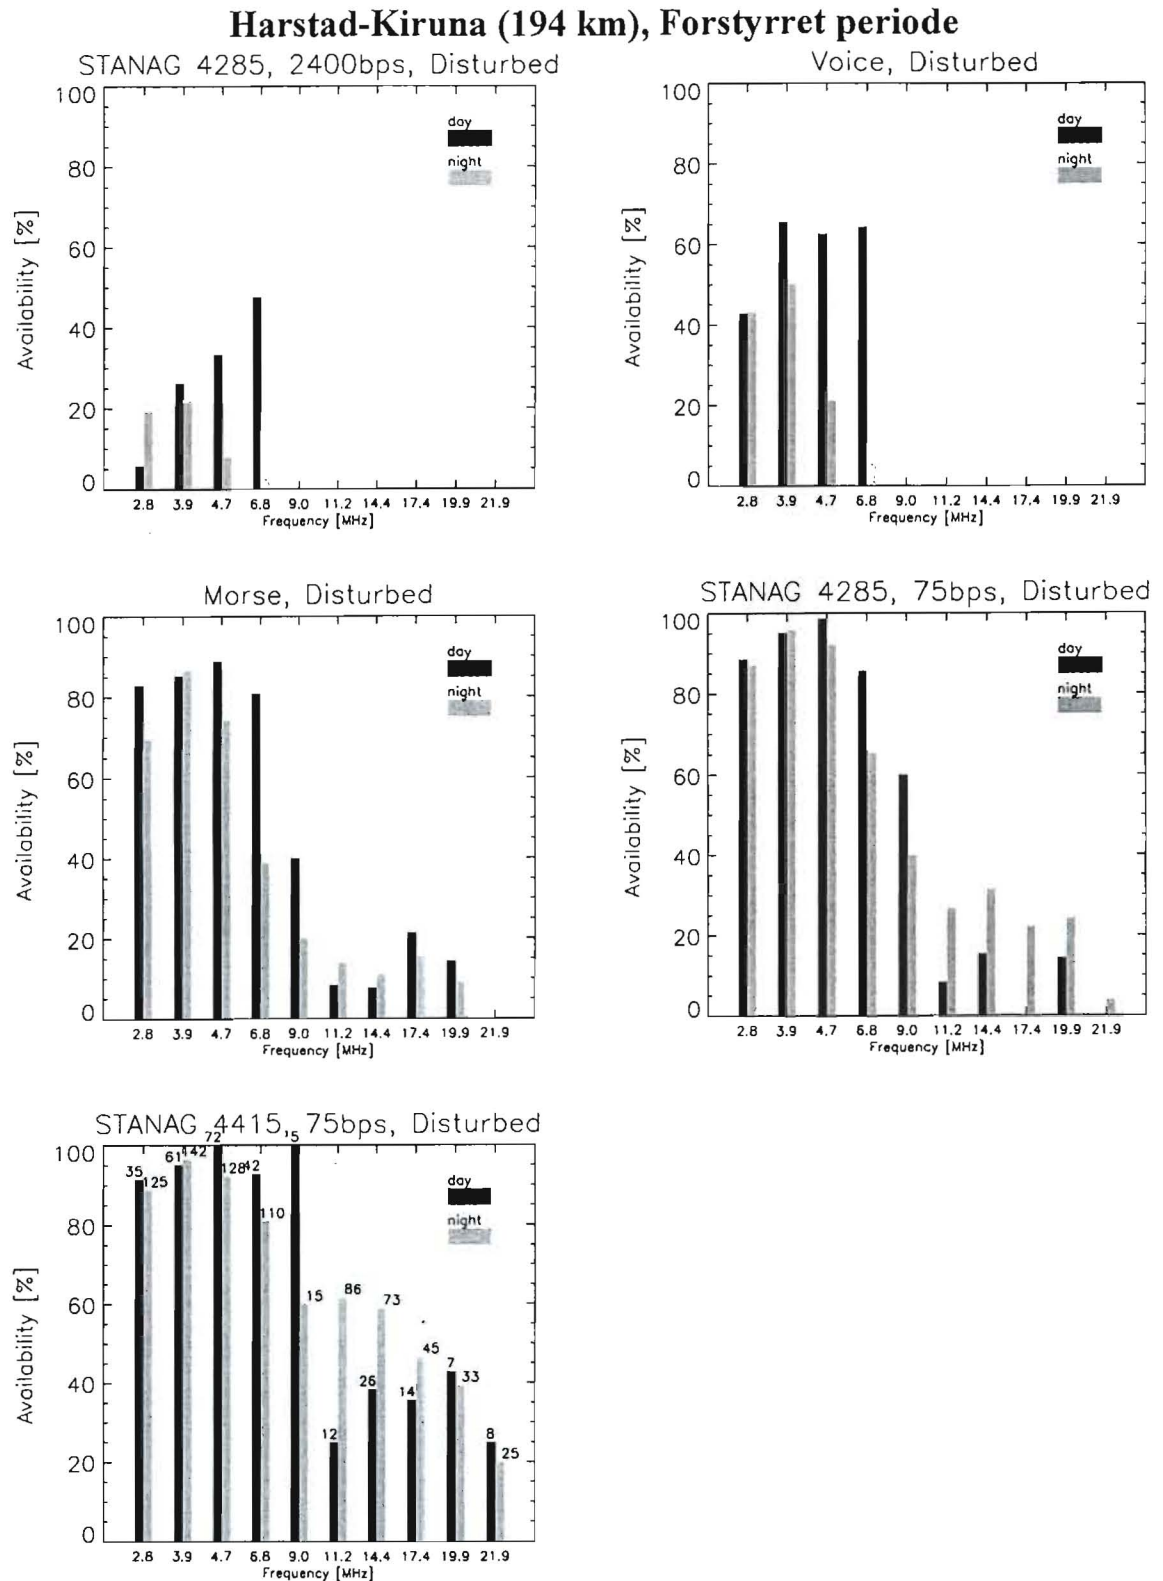 Harstad-Kiruna (194 km), Forstyrret periode
STANAG 4285, 2400bps, Disturbed
100
80
60
40
20
0
Availability [%]
day
night
2.8 3.9 4.7 6.8 9.0 11.2 14.4 17.4 19.9 21.9
Frequency [MHz]
Voice, Disturbed
100
80
60
40
20
0
Availability [%]
day
night
2.8 3.9 4.7 6.8 9.0 11.2 14.4 17.4 19.9 21.9
Frequency [MHz]
Morse, Disturbed
100
80
60
40
20
0
Availability [%]
day
night
2.8 3.9 4.7 6.8 9.0 11.2 14.4 17.4 19.9 21.9
Frequency [MHz]
STANAG 4285, 75bps, Disturbed
100
80
60
40
20
0
Availability [%]
day
night
2.8 3.9 4.7 6.8 9.0 11.2 14.4 17.4 19.9 21.9
Frequency [MHz]
STANAG 4415, 75bps, Disturbed
100
80
60
40
20
0
Availability [%]
day
night
35 125 61 142 72 128 42 110 5 15 12 86 26 73 14 45 7 33 8 25
2.8 3.9 4.7 6.8 9.0 11.2 14.4 17.4 19.9 21.9
Frequency [MHz]